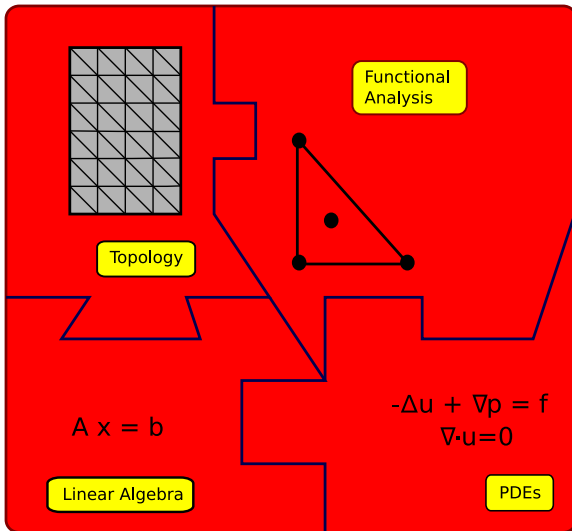 Functional
Analysis
Topology
A x = b
Linear Algebra
-Δu + ∇p = f
∇·u=0
PDEs